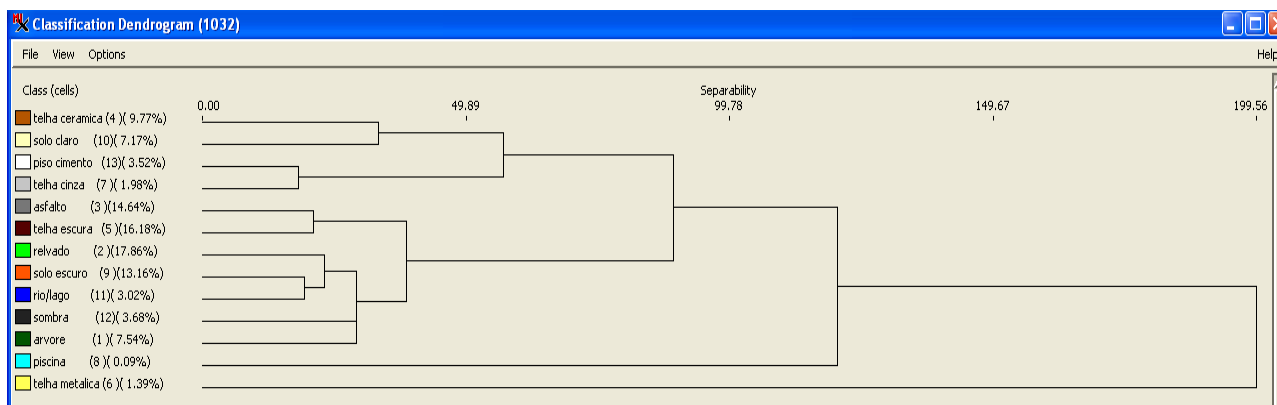 Classification Dendrogram (1032)
File View Options Help
Class (cells) Separability
0.00 49.89 99.78 149.67 199.56
telha ceramica (4 )( 9.77%)
solo claro (10)( 7.17%)
piso cimento (13)( 3.52%)
telha cinza (7 )( 1.98%)
asfalto (3 )(14.64%)
telha escura (5 )(16.18%)
relvado (2 )(17.86%)
solo escuro (9 )(13.16%)
rio/lago (11)( 3.02%)
sombra (12)( 3.68%)
arvore (1 )( 7.54%)
piscina (8 )( 0.09%)
telha metalica (6 )( 1.39%)